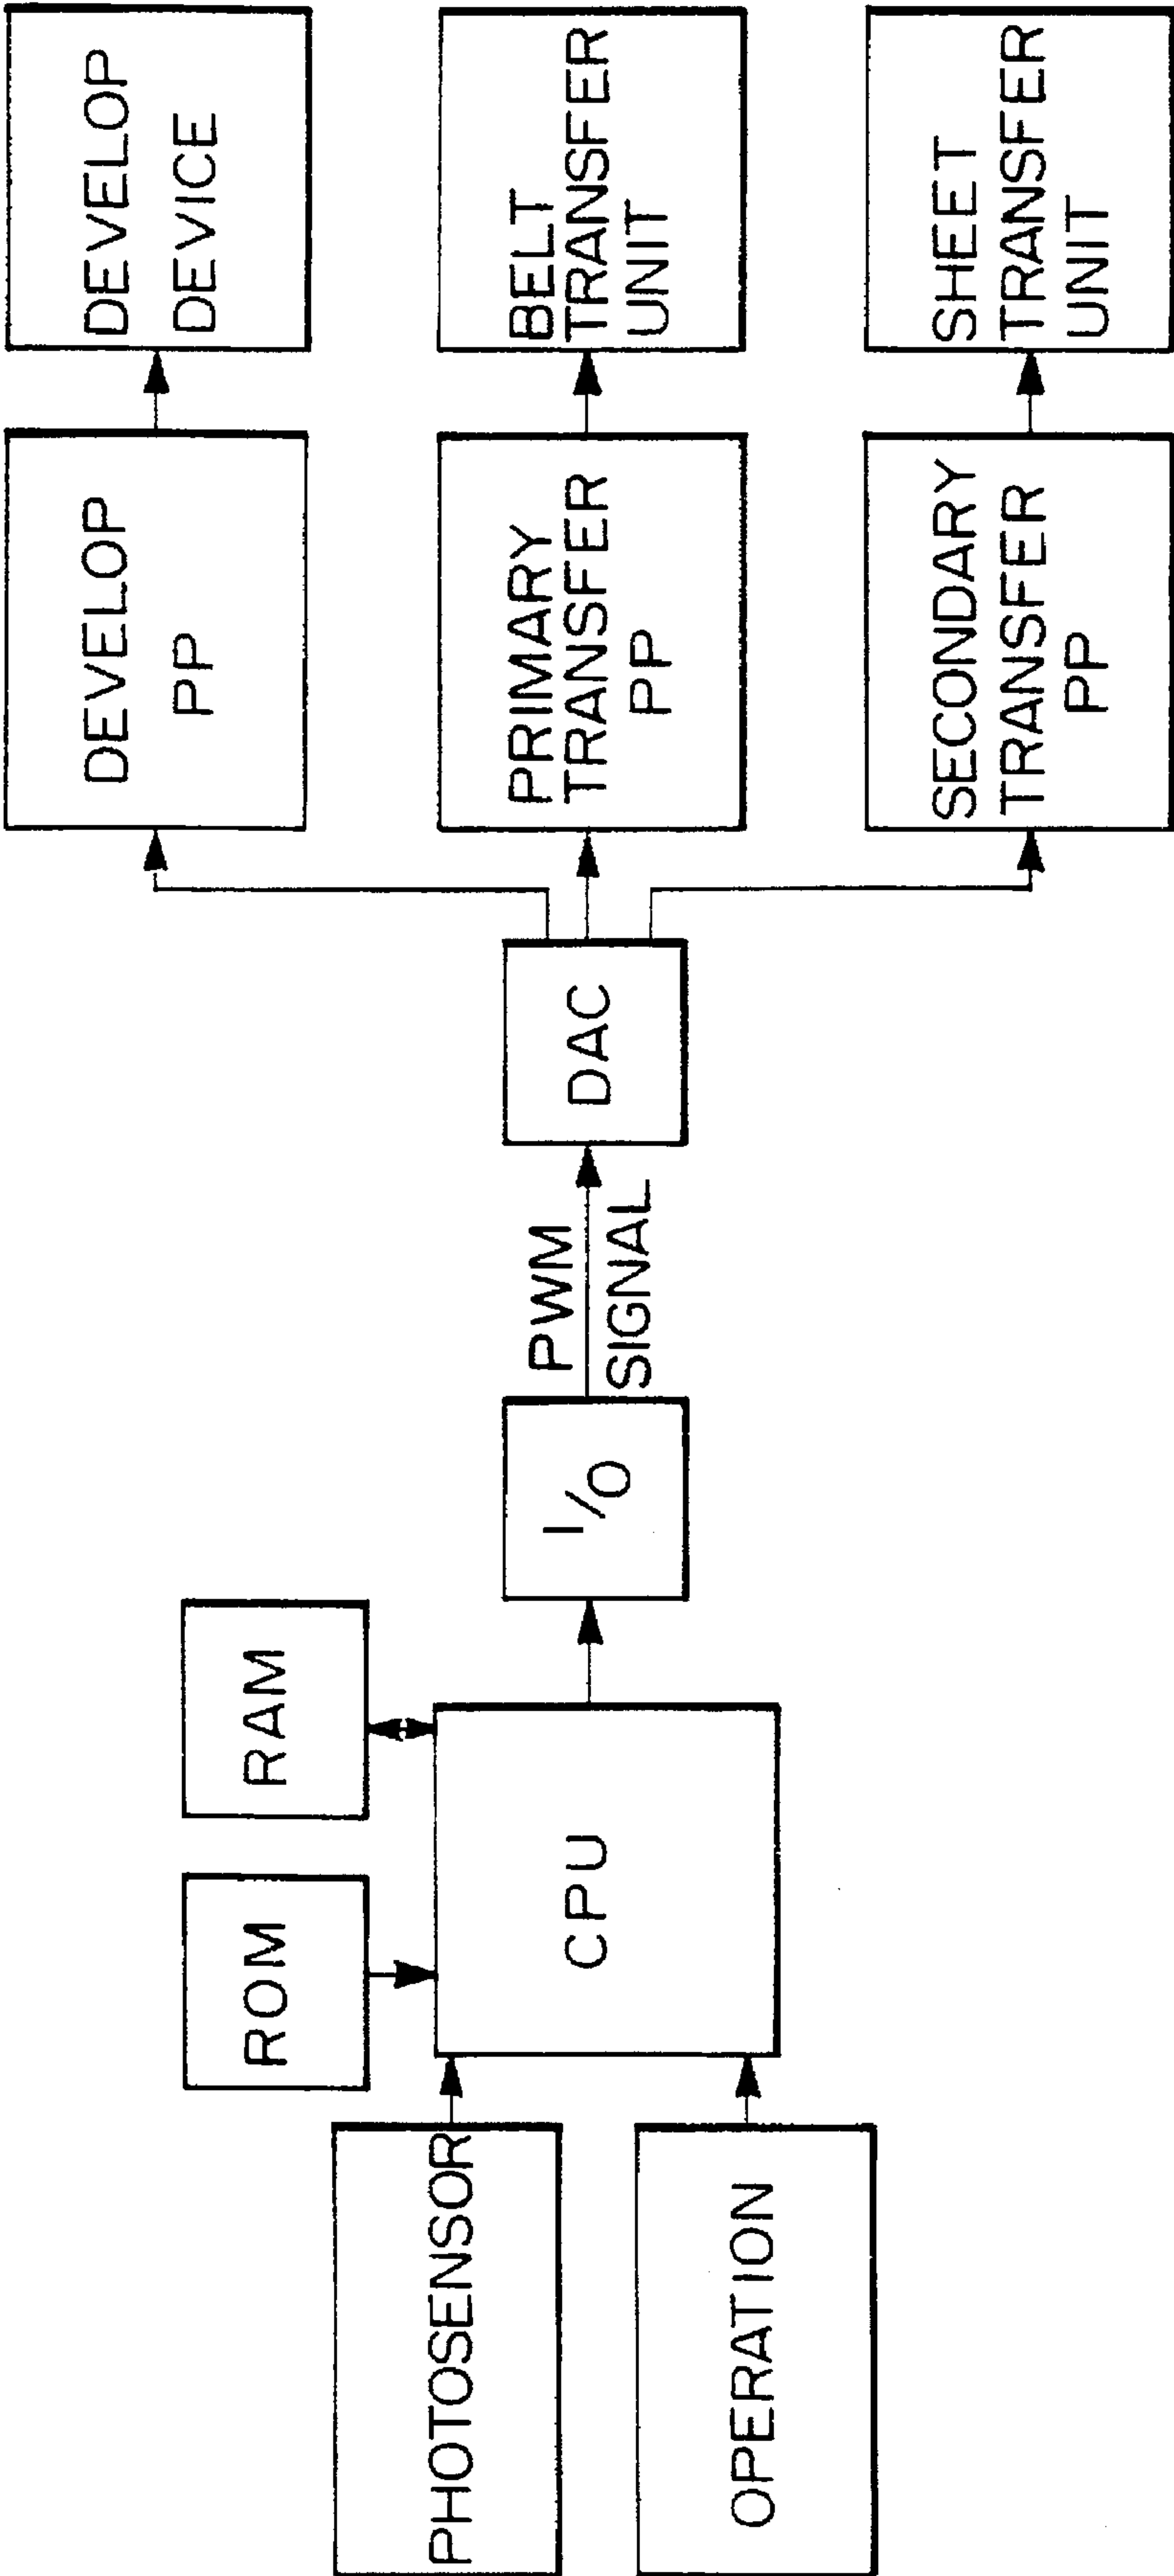 PHOTOSENSOR
OPERATION
ROM
RAM
CPU
I/O
PWM
SIGNAL
DAC
DEVELOP
PP
PRIMARY
TRANSFER
PP
SECONDARY
TRANSFER
PP
DEVELOP
DEVICE
BELT
TRANSFER
UNIT
SHEET
TRANSFER
UNIT